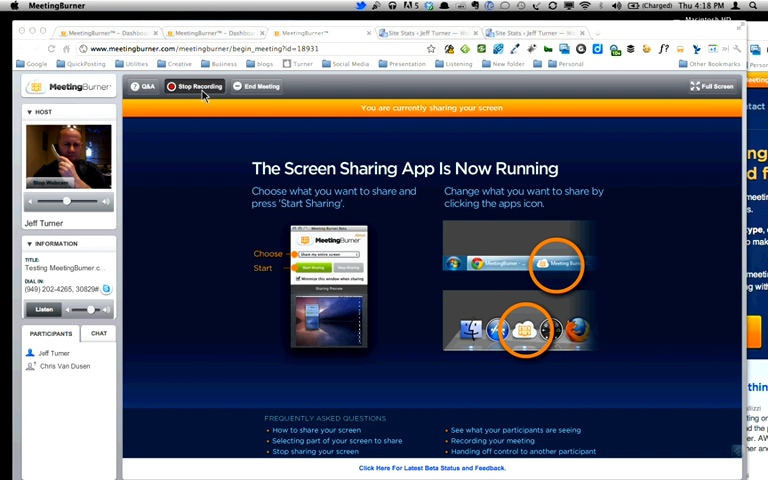 MeetingBurner
(Charged) Thu 4:18 PM
Macintosh HD
MeetingBurner™ - Dashbo...
MeetingBurner™ - Dashbo...
MeetingBurner™
Site Stats - Jeff Turner - W...
Site Stats ‹ Jeff Turner — W...
www.meetingburner.com/meetingburner/begin_meeting?id=18931
Google
QuickPosting
Utilities
Creative
Business
blogs
Turner
Social Media
Presentation
Listening
New folder
Personal
Other Bookmarks
MeetingBurner
Q&A
Stop Recording
End Meeting
Full Screen
You are currently sharing your screen
HOST
Stop Webcam
Jeff Turner
INFORMATION
TITLE:
Testing MeetingBurner.c...
DIAL IN:
(949) 202-4265, 30829#
Listen
PARTICIPANTS
CHAT
Jeff Turner
Chris Van Dusen
The Screen Sharing App Is Now Running
Choose what you want to share and
press 'Start Sharing'.
Change what you want to share by
clicking the apps icon.
Choose
Start
MeetingBurner Beta
MeetingBurner
Share my entire screen
Start Sharing
Stop Sharing
Minimize this window when sharing
Sharing Preview
MeetingBurner
Meeting Burn
FREQUENTLY ASKED QUESTIONS
• How to share your screen
• Selecting part of your screen to share
• Stop sharing your screen
• See what your participants are seeing
• Recording your meeting
• Handing off control to another participant
Click Here For Latest Beta Status and Feedback.